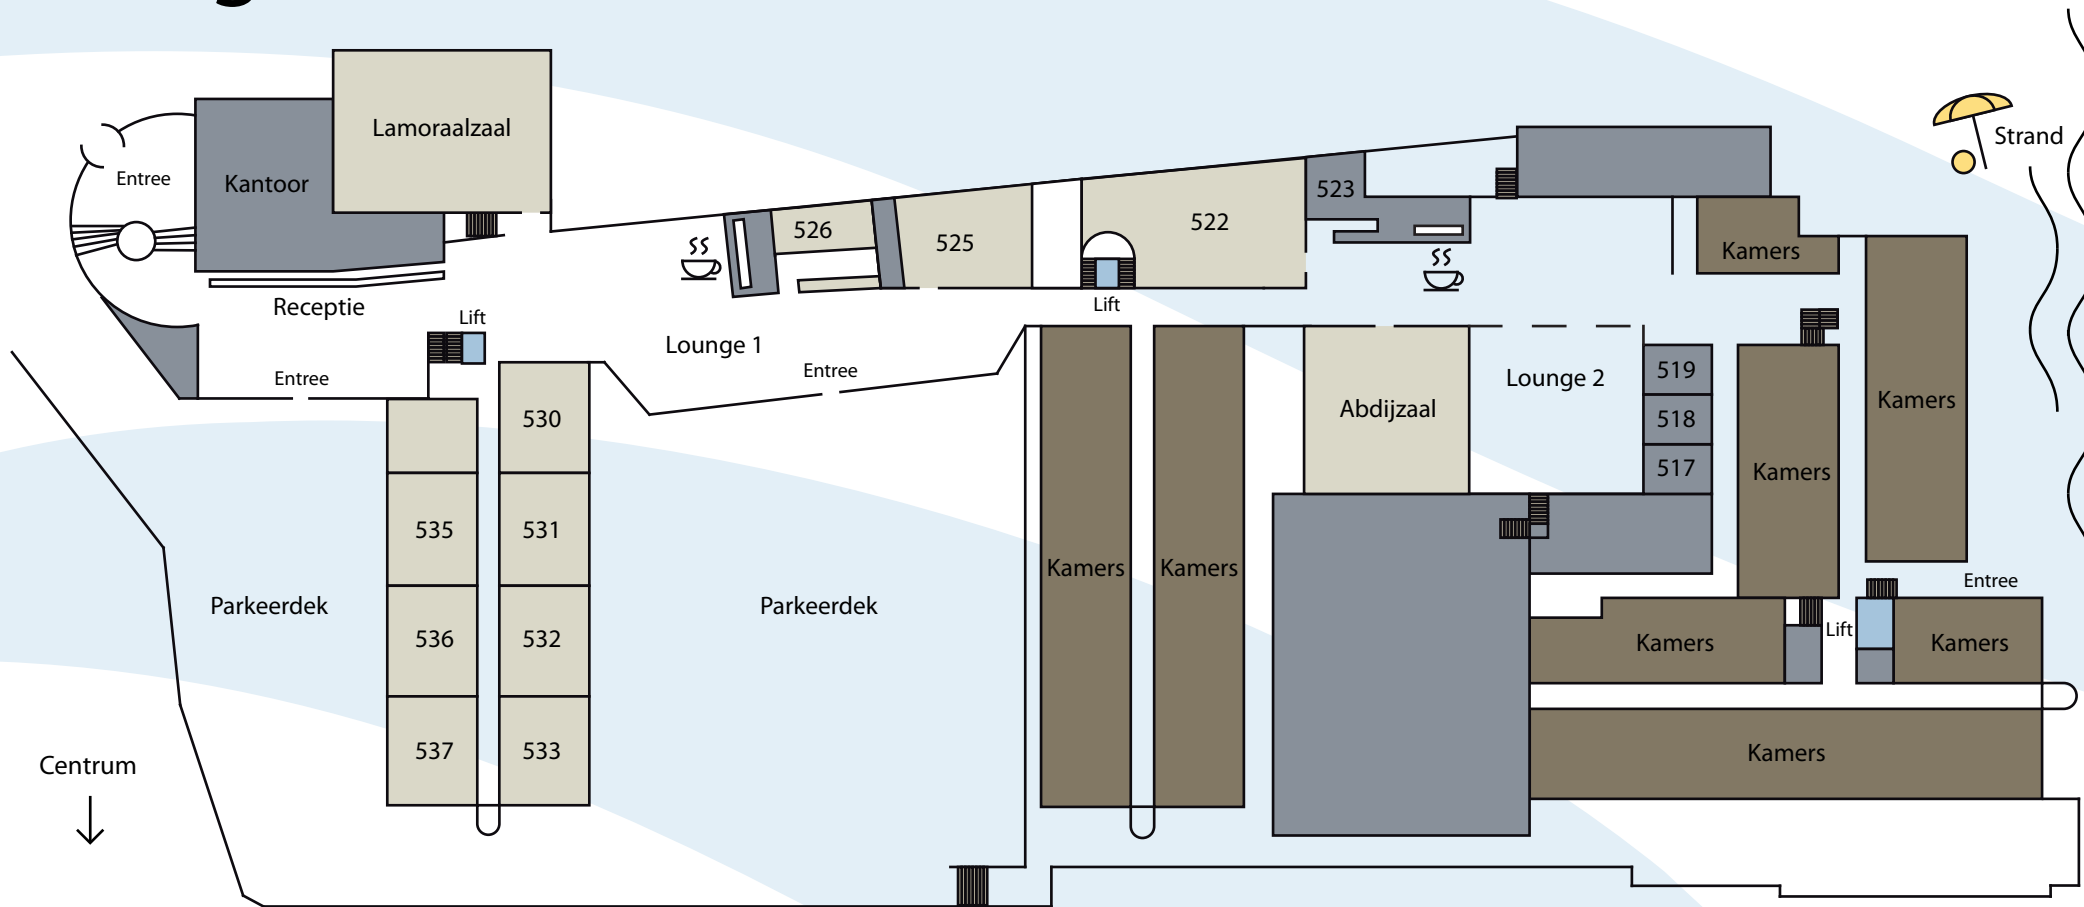 Lamoraalzaal
Strand
Entree
Kantoor
523
526
522
525
Kamers
Receptie
Lift
Lift
Lounge 1
Entree
Entree
519
Lounge 2
Kamers
Abdijzaal
530
518
517
Kamers
535
531
Kamers
Kamers
Entree
Parkeerdek
Parkeerdek
536
532
Kamers
Lift
Kamers
537
533
Kamers
Centrum